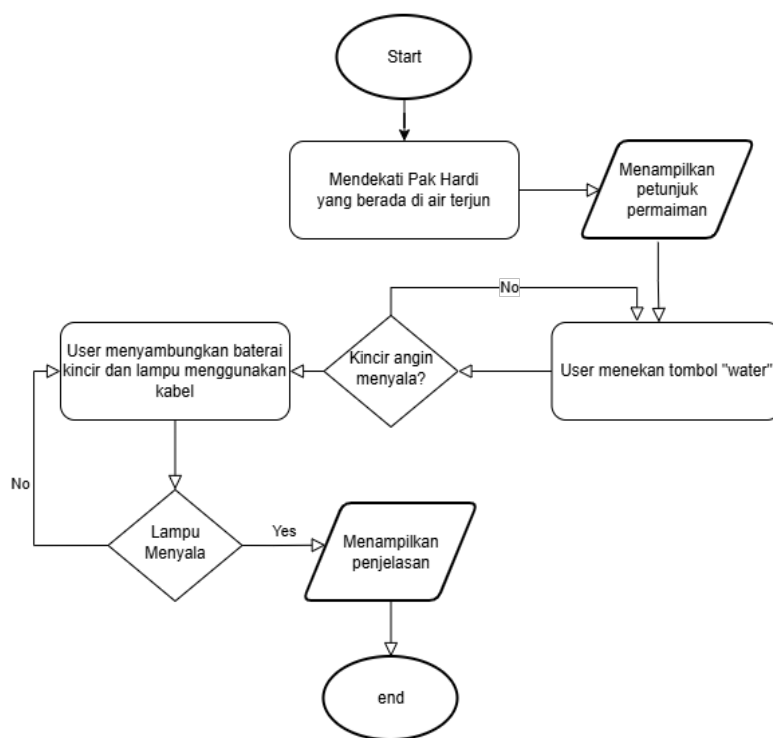 Start
Mendekati Pak Hardi
yang berada di air terjun
Menampilkan
petunjuk
permaiman
No
User menekan tombol "water"
Kincir angin
menyala?
User menyambungkan baterai
kincir dan lampu menggunakan
kabel
No
Lampu
Menyala
Yes
Menampilkan
penjelasan
end